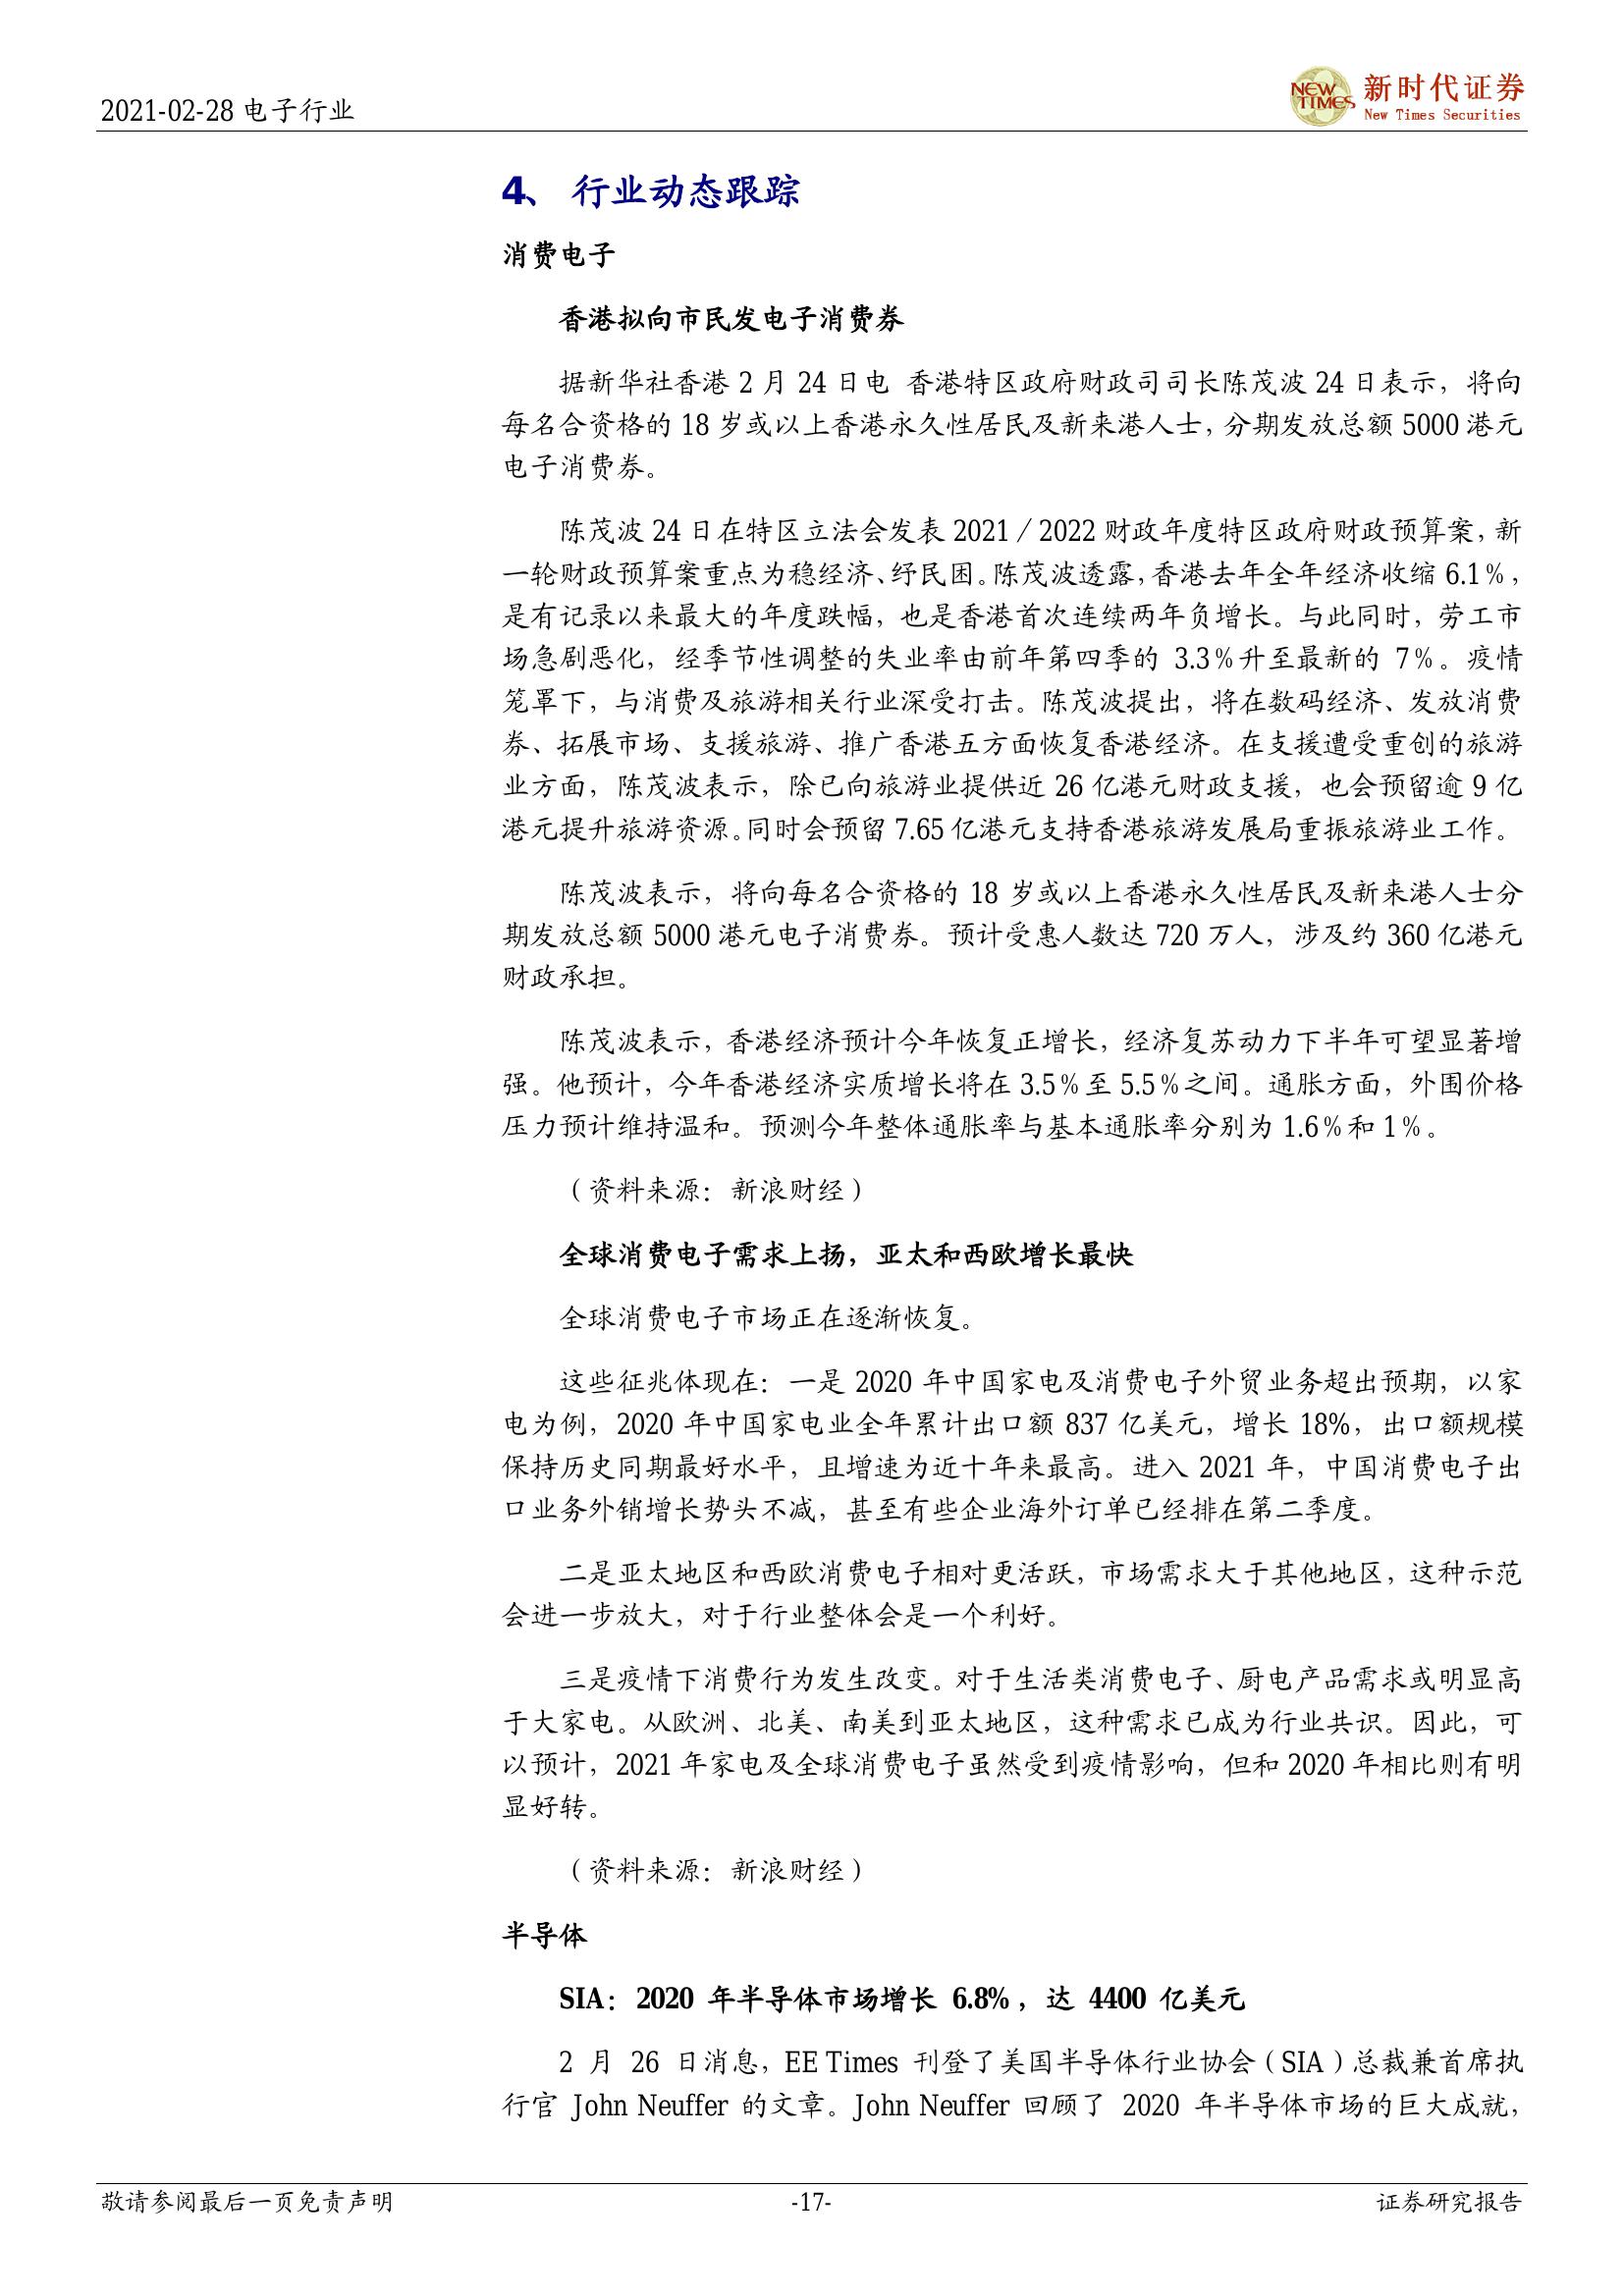 2021-02-28 电子行业
NEW TIMES
新时代证券
New Times Securities
4、 行业动态跟踪
消费电子
香港拟向市民发电子消费券
据新华社香港 2 月 24 日电 香港特区政府财政司司长陈茂波 24 日表示，将向
每名合资格的 18 岁或以上香港永久性居民及新来港人士，分期发放总额 5000 港元
电子消费券。
陈茂波 24 日在特区立法会发表 2021／2022 财政年度特区政府财政预算案，新
一轮财政预算案重点为稳经济、纾民困。陈茂波透露，香港去年全年经济收缩 6.1％，
是有记录以来最大的年度跌幅，也是香港首次连续两年负增长。与此同时，劳工市
场急剧恶化，经季节性调整的失业率由前年第四季的 3.3％升至最新的 7％。疫情
笼罩下，与消费及旅游相关行业深受打击。陈茂波提出，将在数码经济、发放消费
券、拓展市场、支援旅游、推广香港五方面恢复香港经济。在支援遭受重创的旅游
业方面，陈茂波表示，除已向旅游业提供近 26 亿港元财政支援，也会预留逾 9 亿
港元提升旅游资源。同时会预留 7.65 亿港元支持香港旅游发展局重振旅游业工作。
陈茂波表示，将向每名合资格的 18 岁或以上香港永久性居民及新来港人士分
期发放总额 5000 港元电子消费券。预计受惠人数达 720 万人，涉及约 360 亿港元
财政承担。
陈茂波表示，香港经济预计今年恢复正增长，经济复苏动力下半年可望显著增
强。他预计，今年香港经济实质增长将在 3.5％至 5.5％之间。通胀方面，外围价格
压力预计维持温和。预测今年整体通胀率与基本通胀率分别为 1.6％和 1％。
（资料来源：新浪财经）
全球消费电子需求上扬，亚太和西欧增长最快
全球消费电子市场正在逐渐恢复。
这些征兆体现在：一是 2020 年中国家电及消费电子外贸业务超出预期，以家
电为例，2020 年中国家电业全年累计出口额 837 亿美元，增长 18%，出口额规模
保持历史同期最好水平，且增速为近十年来最高。进入 2021 年，中国消费电子出
口业务外销增长势头不减，甚至有些企业海外订单已经排在第二季度。
二是亚太地区和西欧消费电子相对更活跃，市场需求大于其他地区，这种示范
会进一步放大，对于行业整体会是一个利好。
三是疫情下消费行为发生改变。对于生活类消费电子、厨电产品需求或明显高
于大家电。从欧洲、北美、南美到亚太地区，这种需求已成为行业共识。因此，可
以预计，2021 年家电及全球消费电子虽然受到疫情影响，但和 2020 年相比则有明
显好转。
（资料来源：新浪财经）
半导体
SIA：2020 年半导体市场增长 6.8%，达 4400 亿美元
2 月 26 日消息，EE Times 刊登了美国半导体行业协会（SIA）总裁兼首席执
行官 John Neuffer 的文章。John Neuffer 回顾了 2020 年半导体市场的巨大成就，
敬请参阅最后一页免责声明
-17-
证券研究报告